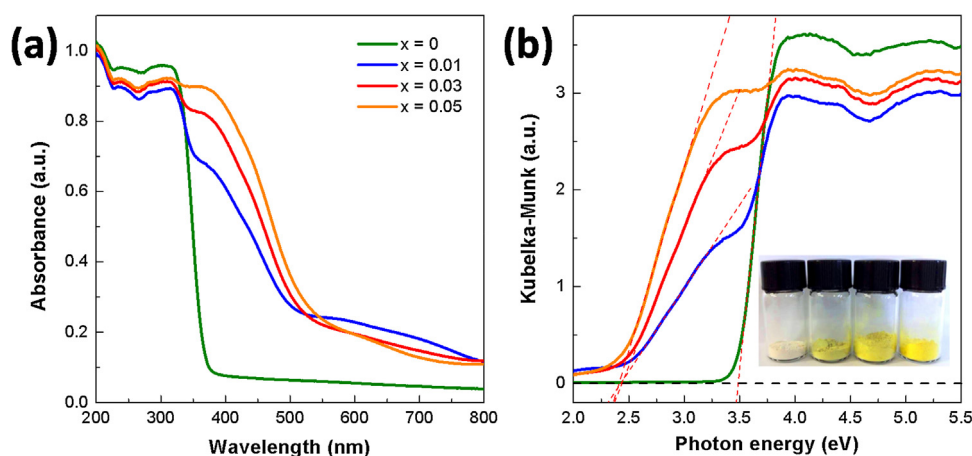 (a)
x = 0
x = 0.01
x = 0.03
x = 0.05
1.0
0.8
0.6
0.4
0.2
0.0
Absorbance (a.u.)
200 300 400 500 600 700 800
Wavelength (nm)
(b)
3
2
1
0
Kubelka-Munk (a.u.)
2.0 2.5 3.0 3.5 4.0 4.5 5.0 5.5
Photon energy (eV)